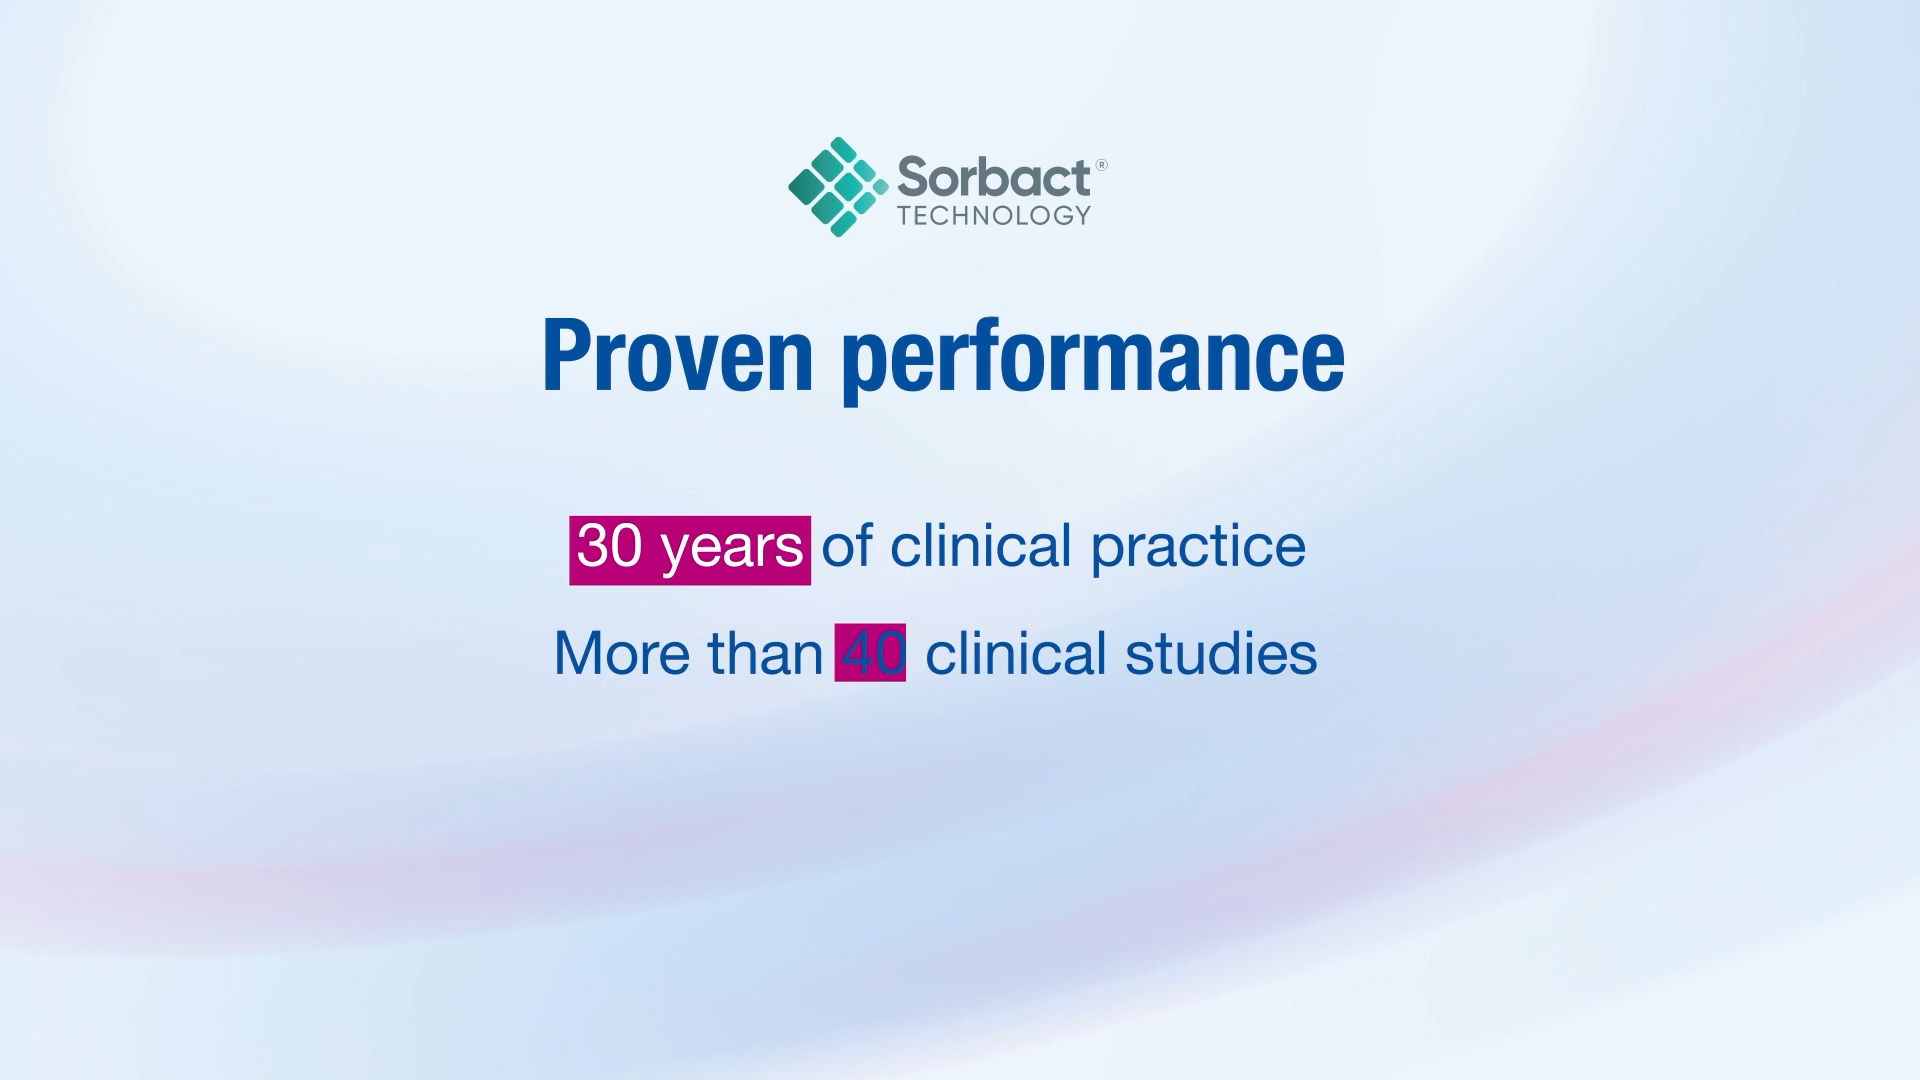 Sorbact®
TECHNOLOGY
Proven performance
30 years of clinical practice
More than 40 clinical studies